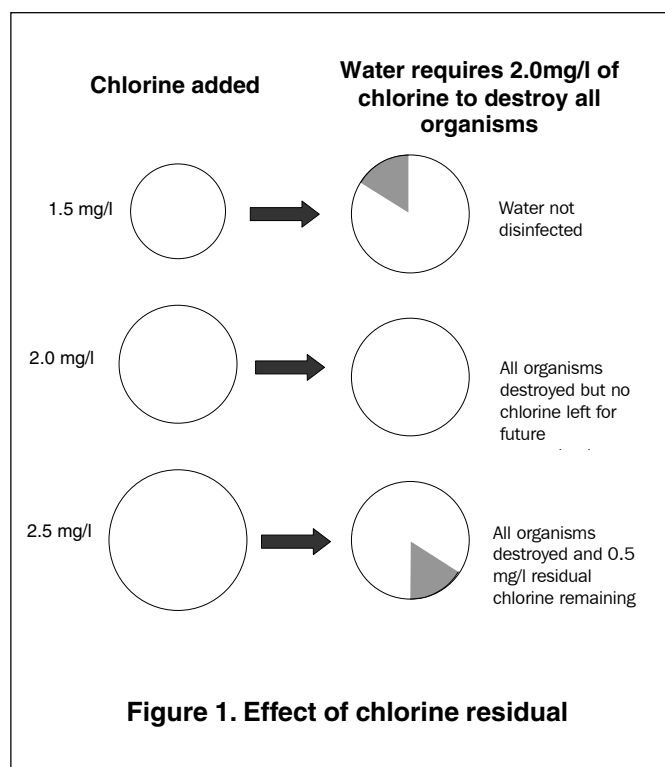 Chlorine added
Water requires 2.0mg/l of
chlorine to destroy all
organisms
1.5 mg/l
Water not
disinfected
2.0 mg/l
All organisms
destroyed but no
chlorine left for
future
2.5 mg/l
All organisms
destroyed and 0.5
mg/l residual
chlorine remaining
Figure 1. Effect of chlorine residual